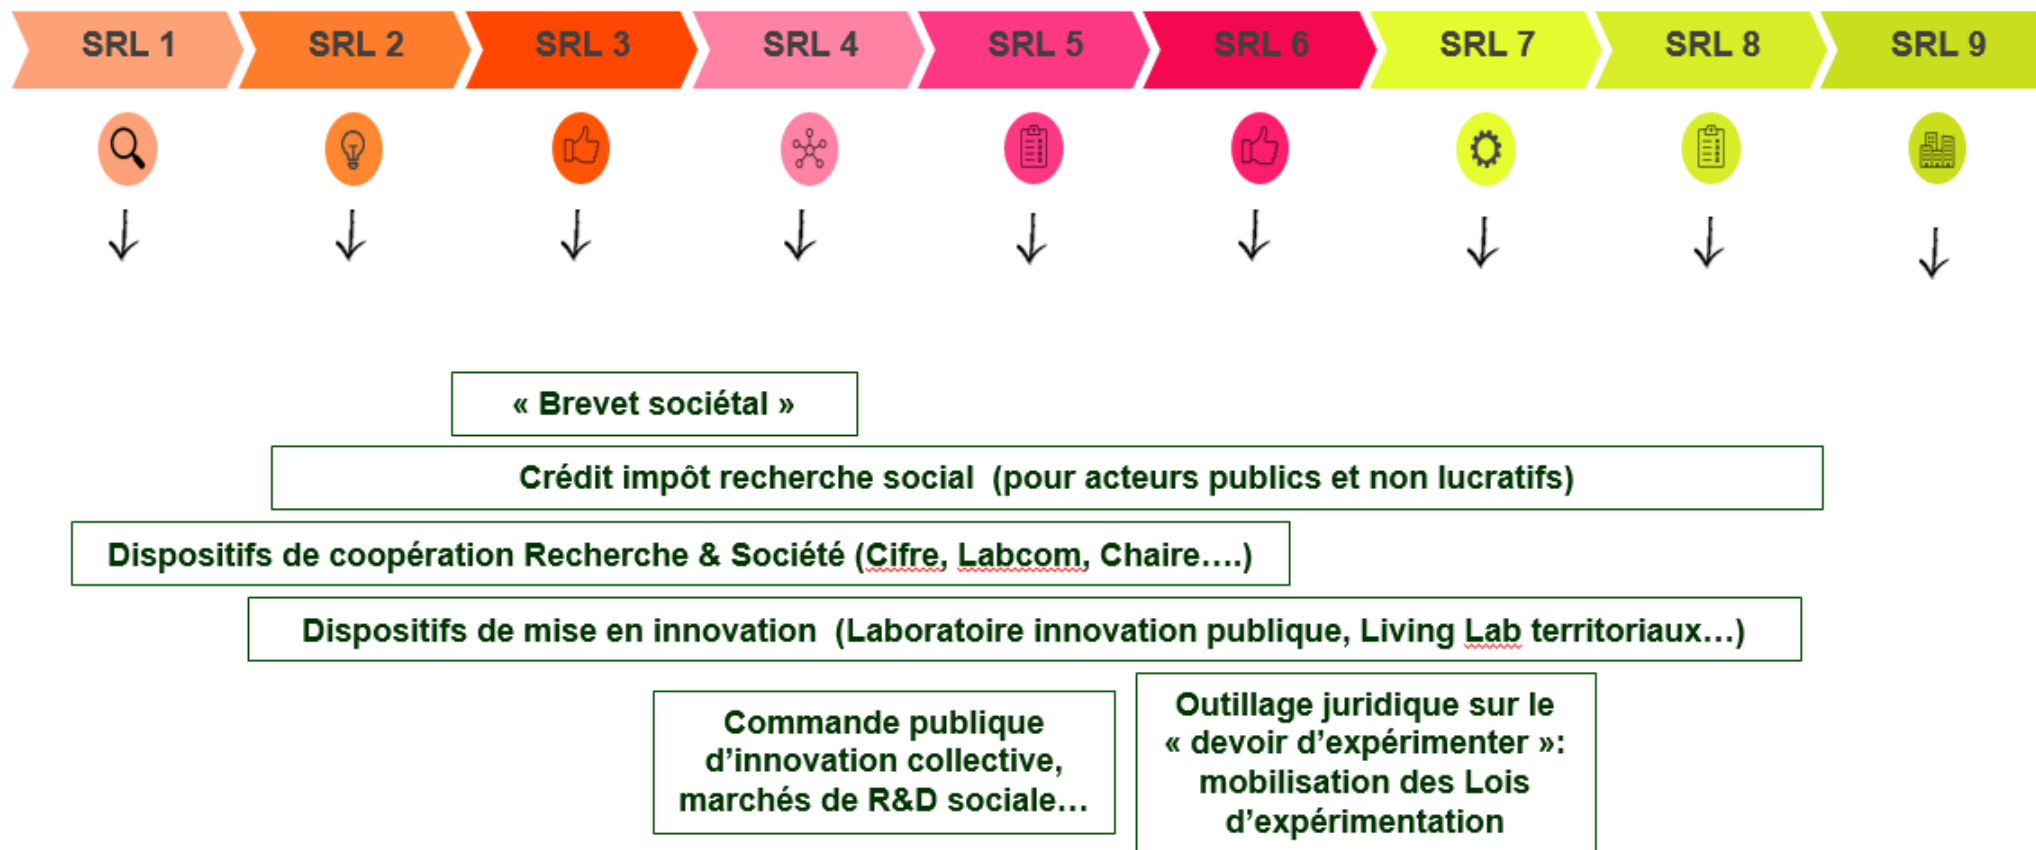 SRL 1
SRL 2
SRL 3
SRL 4
SRL 5
SRL 6
SRL 7
SRL 8
SRL 9
« Brevet sociétal »
Crédit impôt recherche social (pour acteurs publics et non lucratifs)
Dispositifs de coopération Recherche & Société (Cifre, Labcom, Chaire….)
Dispositifs de mise en innovation (Laboratoire innovation publique, Living Lab territoriaux…)
Commande publique
d’innovation collective,
marchés de R&D sociale…
Outillage juridique sur le
« devoir d’expérimenter »:
mobilisation des Lois
d’expérimentation